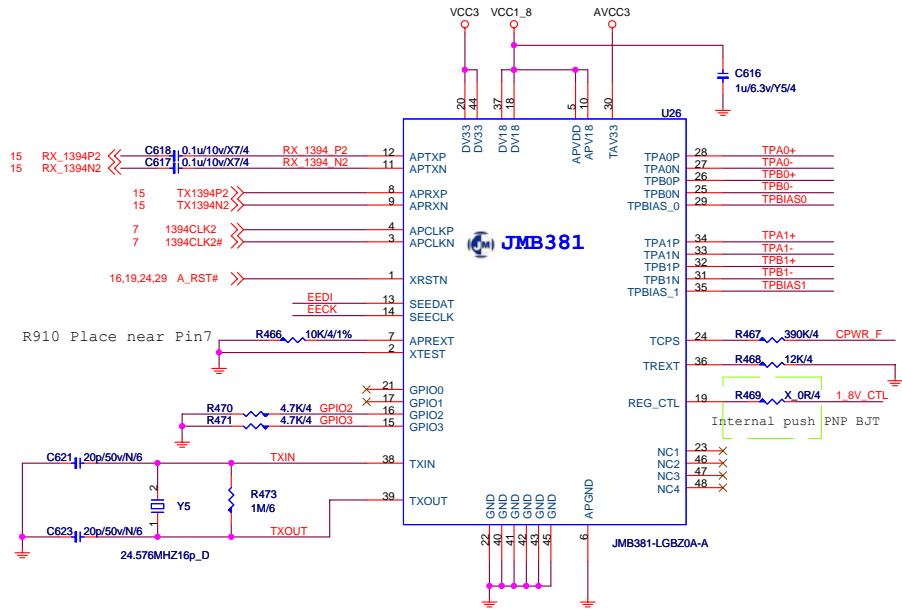 VCC3 VCC1_8 AVCC3
C616
1u/6.3v/Y5/4
20 44 37 18 5 10 30
U26
DV33 DV33 DV18 DV18 APVDD APV18 TAV33
15 RX_1394P2 C618 0.1u/10v/X7/4 RX_1394_P2 12 APTXP
15 RX_1394N2 C617 0.1u/10v/X7/4 RX_1394_N2 11 APTXN
15 TX1394P2 8 APRXP
15 TX1394N2 9 APRXN
7 1394CLK2 4 APCLKP
7 1394CLK2# 3 APCLKN
16,19,24,29 A_RST# 1 XRSTN
EEDI 13 SEEDAT
EECK 14 SEECLK
R910 Place near Pin7
R466 10K/4/1% 7 APREXT
2 XTEST
21 GPIO0
17 GPIO1
R470 4.7K/4 GPIO2 16 GPIO2
R471 4.7K/4 GPIO3 15 GPIO3
C621 20p/50v/N/6 TXIN 38 TXIN
2 Y5 1
R473
1M/6
39 TXOUT
C623 20p/50v/N/6 TXOUT
24.576MHZ16p_D
JM JMB381
TPA0P 28 TPA0+
TPA0N 27 TPA0-
TPB0P 26 TPB0+
TPB0N 25 TPB0-
TPBIAS_0 29 TPBIAS0
TPA1P 34 TPA1+
TPA1N 33 TPA1-
TPB1P 32 TPB1+
TPB1N 31 TPB1-
TPBIAS_1 35 TPBIAS1
TCPS 24 R467 390K/4 CPWR_F
TREXT 36 R468 12K/4
REG_CTL 19 R469 X_0R/4 1_8V_CTL
Internal push PNP BJT
NC1 23
NC2 46
NC3 47
NC4 48
GND GND GND GND GND GND APGND
22 40 41 42 43 45 6
JMB381-LGBZ0A-A